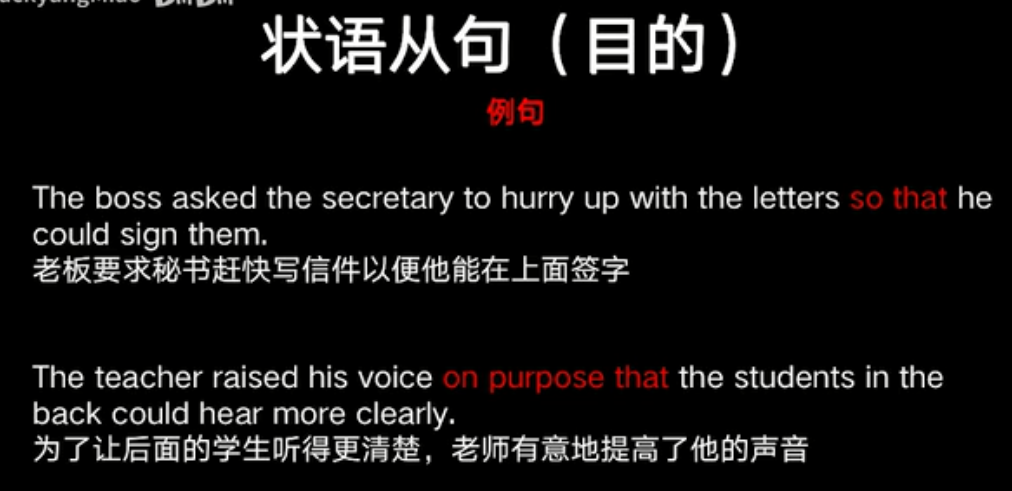 状语从句（目的）
例句
The boss asked the secretary to hurry up with the letters so that he
could sign them.
老板要求秘书赶快写信件以便他能在上面签字
The teacher raised his voice on purpose that the students in the
back could hear more clearly.
为了让后面的学生听得更清楚，老师有意地提高了他的声音